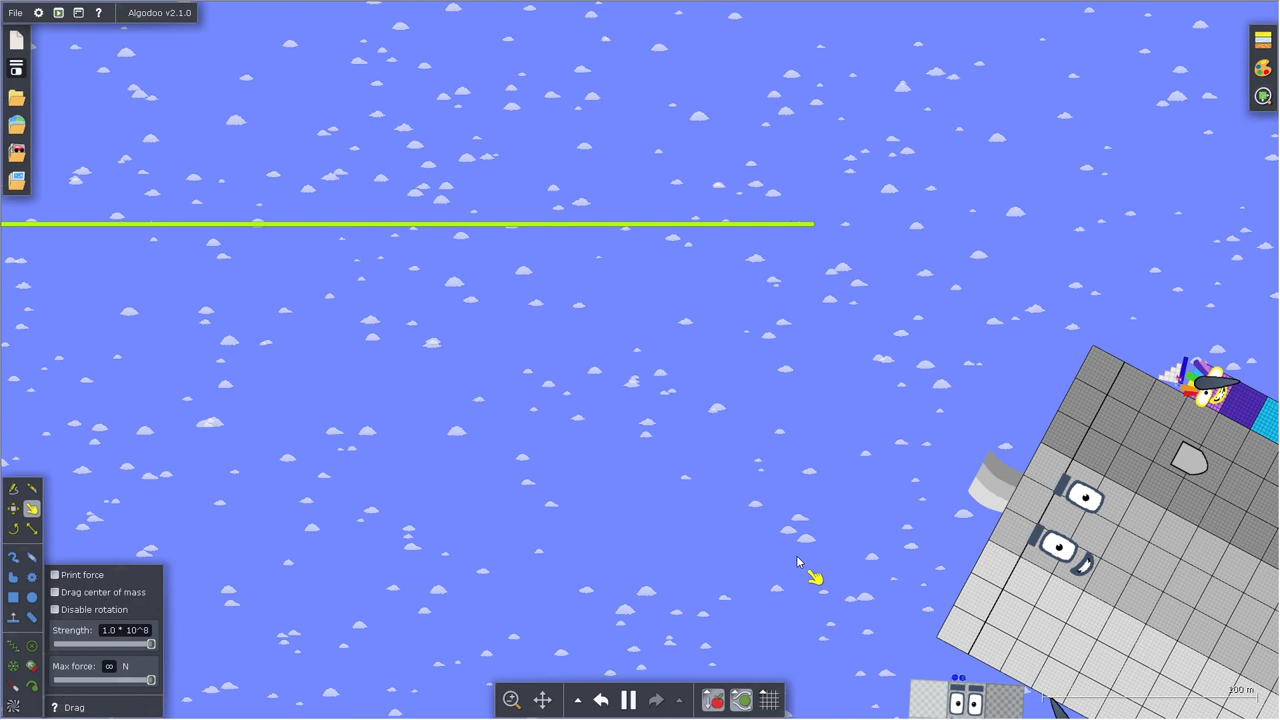 File ? Algodoo v2.1.0
Print force
Drag center of mass
Disable rotation
Strength: 1.0 * 10^8
Max force: ∞ N
? Drag
100 m